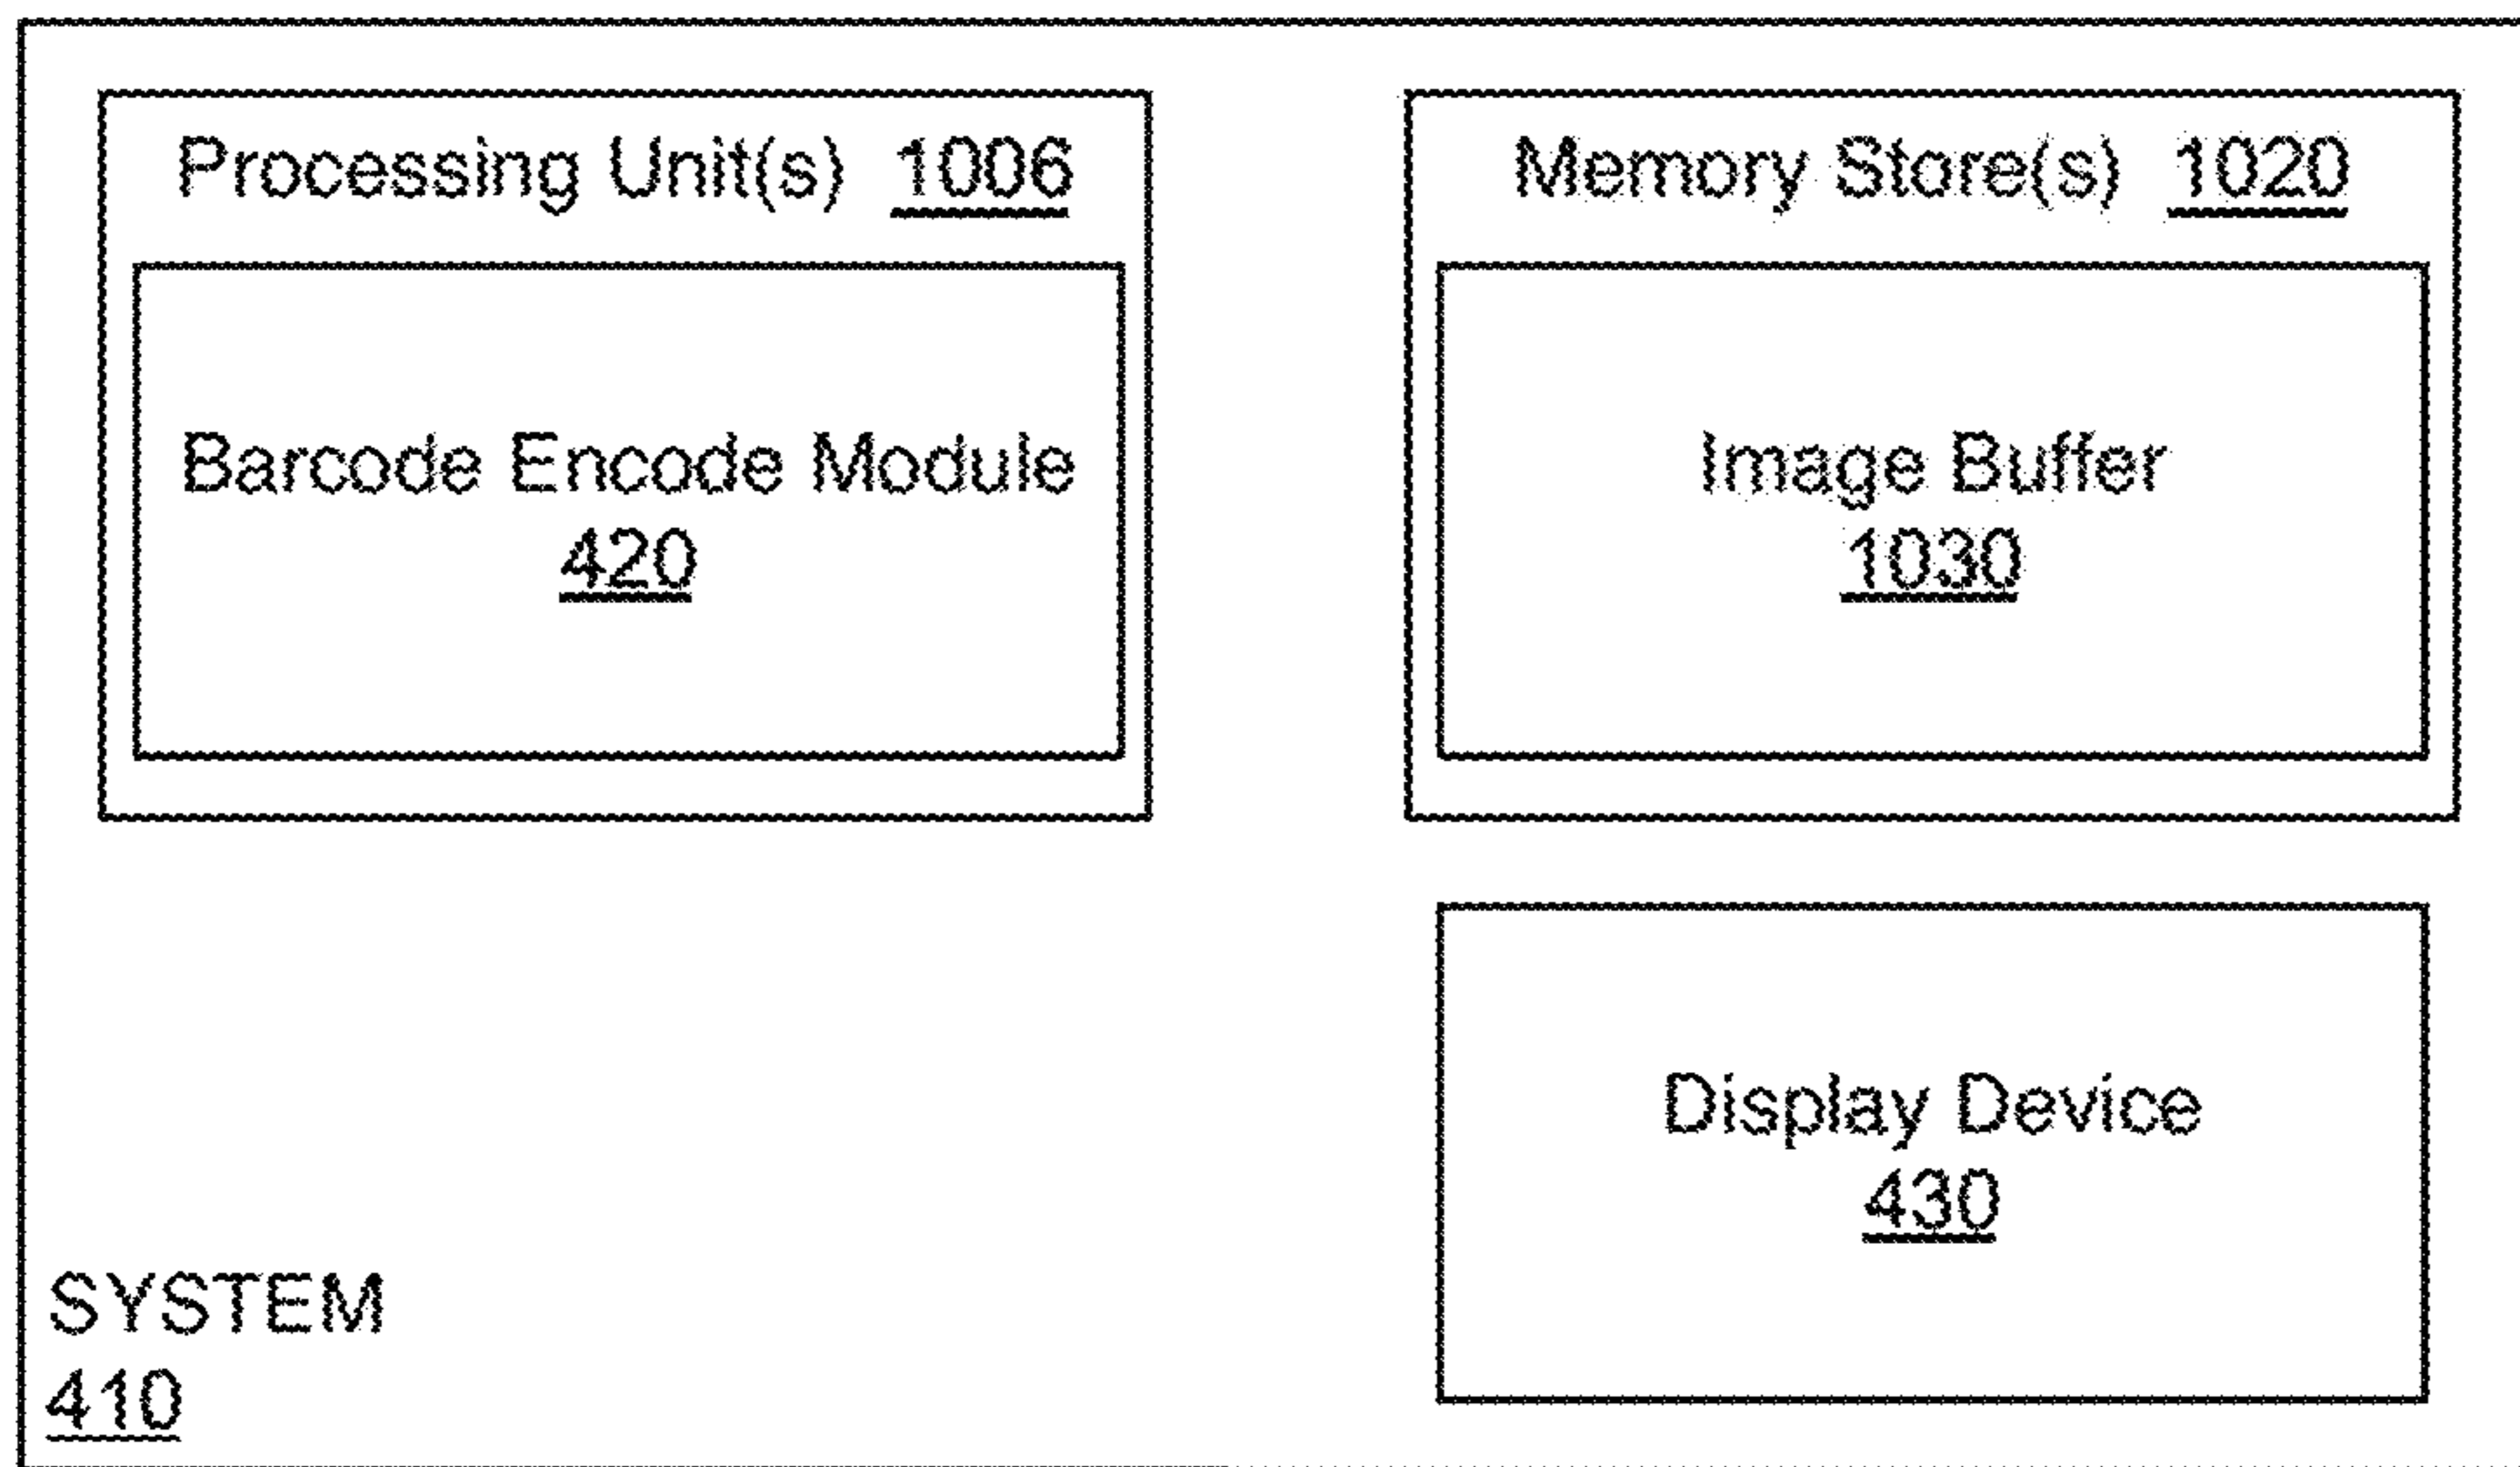 Processing Unit(s) 1006
Memory Store(s) 1020
Barcode Encode Module
420
Image Buffer
1030
Display Device
430
SYSTEM
410